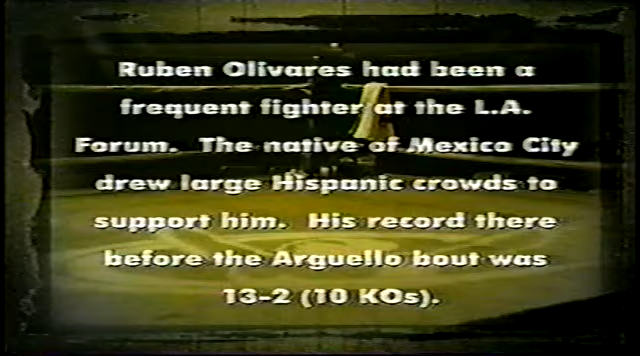 Ruben Olivares had been a
frequent fighter at the L.A.
Forum. The native of Mexico City
drew large Hispanic crowds to
support him. His record there
before the Arguello bout was
13-2 (10 KOs).